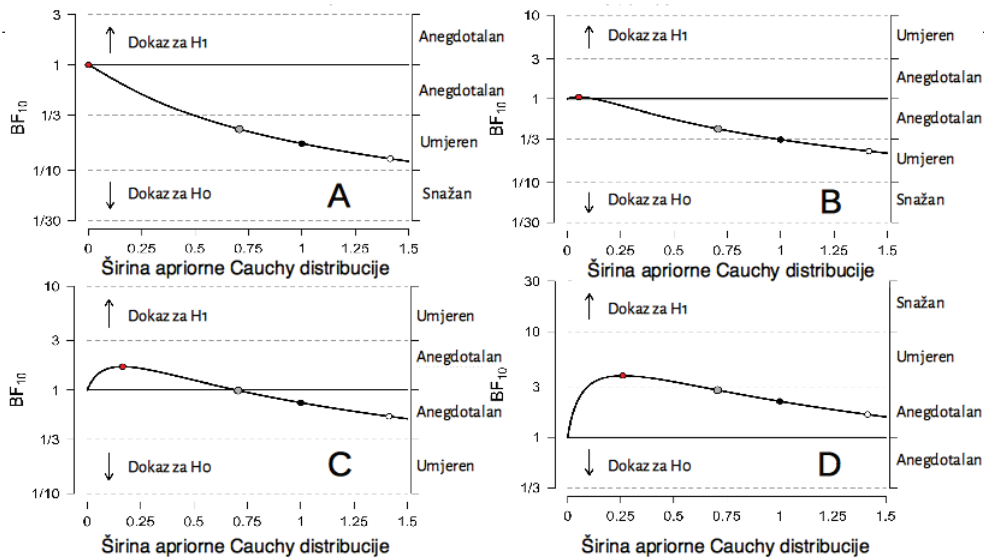 3
1
1/3
1/10
1/30
BF10
↑ Dokaz za H1
↓ Dokaz za H0
Anegdotalan
Anegdotalan
Umjeren
Snažan
A
0 0.25 0.5 0.75 1 1.25 1.5
Širina apriorne Cauchy distribucije
10
3
1
1/3
1/10
1/30
BF10
↑ Dokaz za H1
↓ Dokaz za H0
Umjeren
Anegdotalan
Anegdotalan
Umjeren
Snažan
B
0 0.25 0.5 0.75 1 1.25 1.5
Širina apriorne Cauchy distribucije
10
3
1
1/3
1/10
BF10
↑ Dokaz za H1
↓ Dokaz za H0
Umjeren
Anegdotalan
Anegdotalan
Umjeren
C
0 0.25 0.5 0.75 1 1.25 1.5
Širina apriorne Cauchy distribucije
30
10
3
1
1/3
BF10
↑ Dokaz za H1
↓ Dokaz za H0
Snažan
Umjeren
Anegdotalan
Anegdotalan
D
0 0.25 0.5 0.75 1 1.25 1.5
Širina apriorne Cauchy distribucije